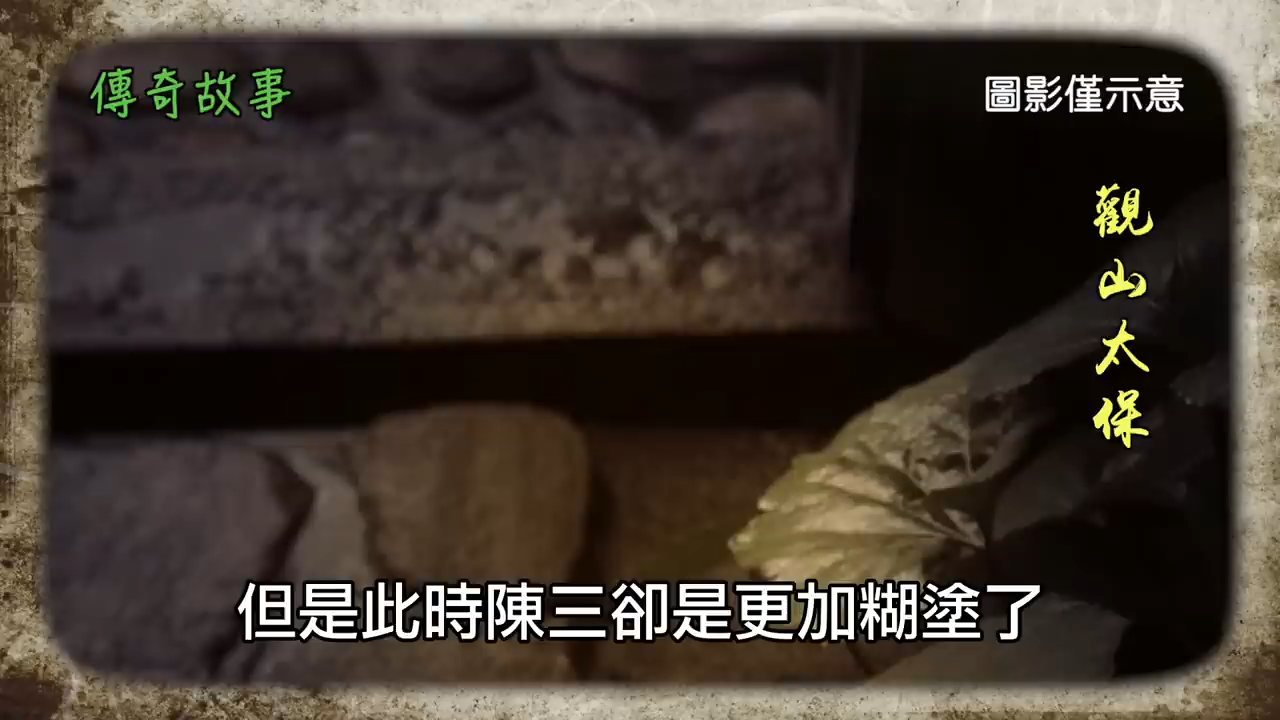 傳奇故事
圖影僅示意
觀山太保
但是此時陳三卻是更加糊塗了